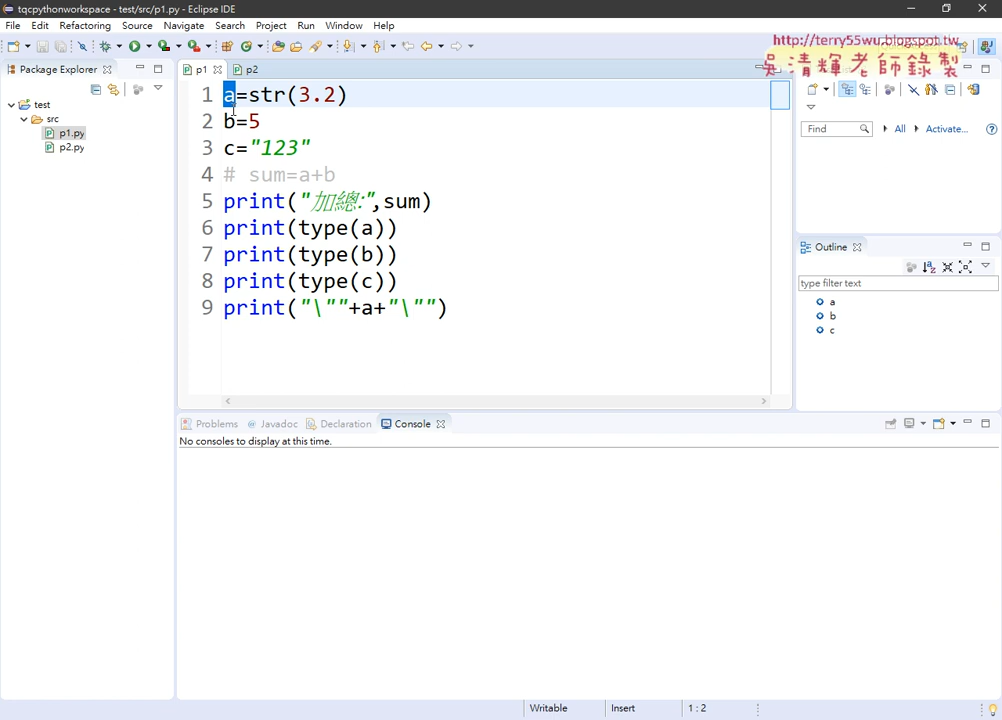 tqcpythonworkspace - test/src/p1.py - Eclipse IDE
File Edit Refactoring Source Navigate Search Project Run Window Help
http://terry55wu.blogspot.tw
吳清輝老師錄製
Package Explorer
p1
p2
test
src
p1.py
p2.py
1 a=str(3.2)
2 b=5
3 c="123"
4 # sum=a+b
5 print("加總:",sum)
6 print(type(a))
7 print(type(b))
8 print(type(c))
9 print("\""+a+"\"")
Find
All
Activate...
Outline
type filter text
a
b
c
Problems
Javadoc
Declaration
Console
No consoles to display at this time.
Writable
Insert
1 : 2